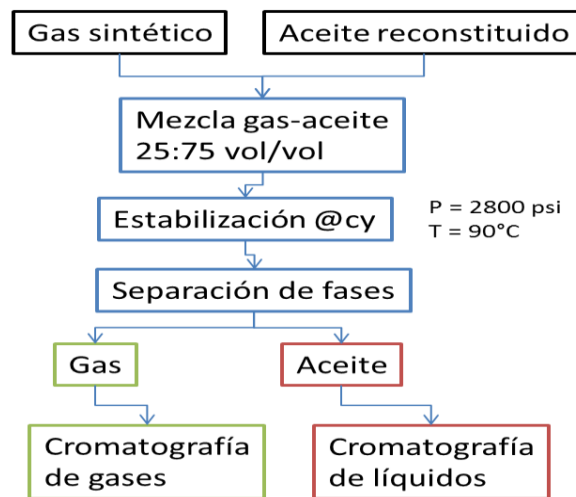 Gas sintético
Aceite reconstituido
Mezcla gas-aceite
25:75 vol/vol
Estabilización @cy
P = 2800 psi
T = 90°C
Separación de fases
Gas
Aceite
Cromatografía
de gases
Cromatografía
de líquidos